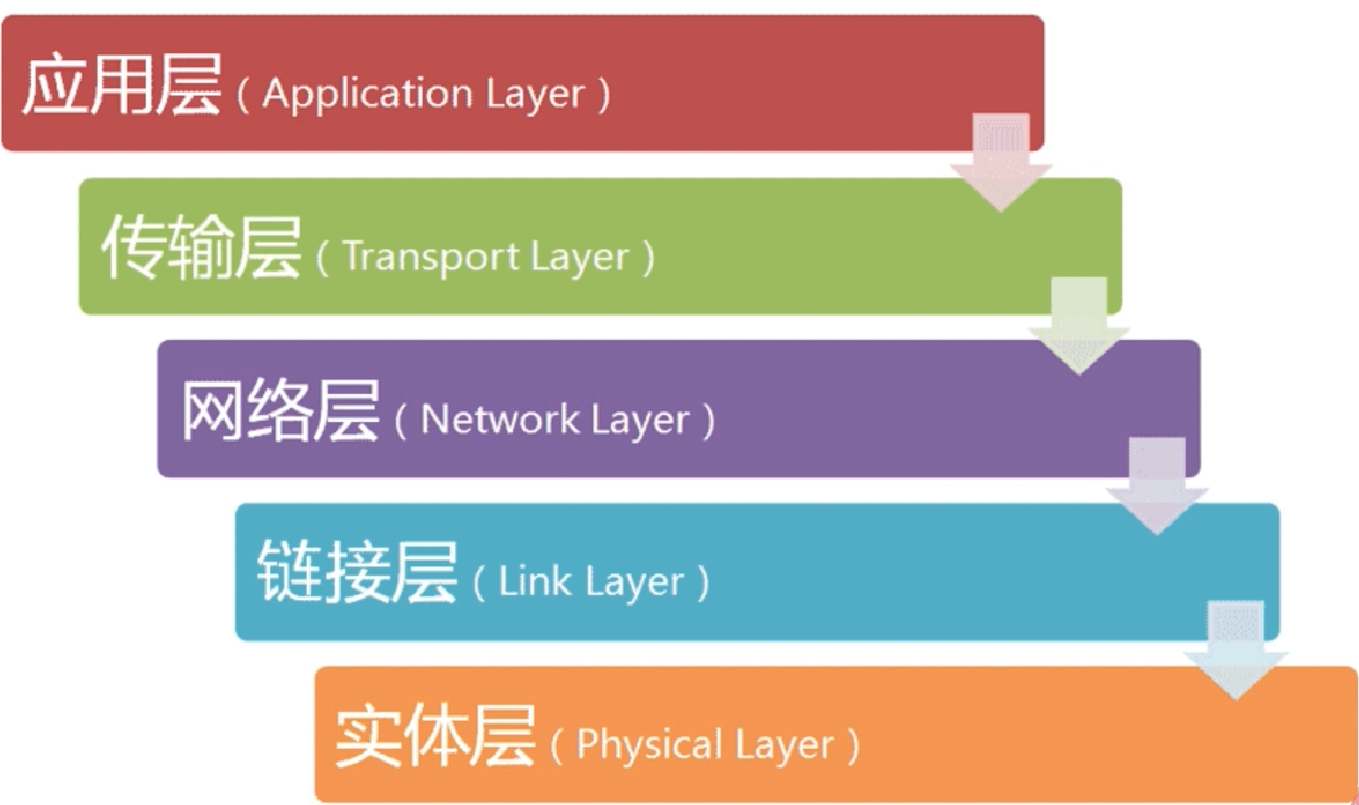 应用层（Application Layer）
传输层（Transport Layer）
网络层（Network Layer）
链接层（Link Layer）
实体层（Physical Layer）